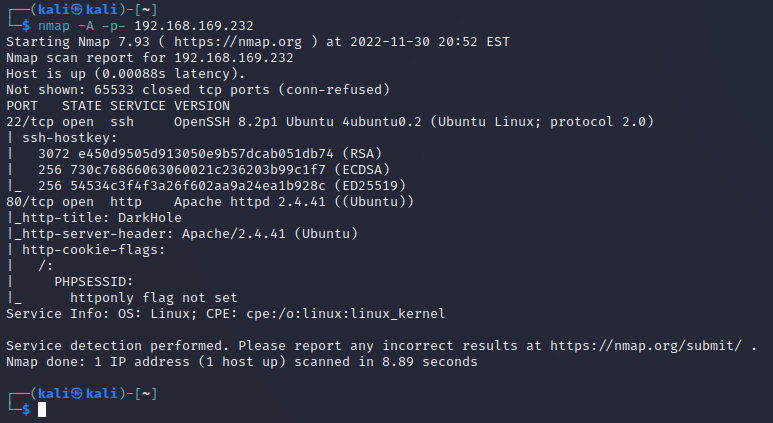 ┌──(kali㉿kali)-[~]
└─$ nmap -A -p- 192.168.169.232
Starting Nmap 7.93 ( https://nmap.org ) at 2022-11-30 20:52 EST
Nmap scan report for 192.168.169.232
Host is up (0.00088s latency).
Not shown: 65533 closed tcp ports (conn-refused)
PORT   STATE SERVICE VERSION
22/tcp open  ssh     OpenSSH 8.2p1 Ubuntu 4ubuntu0.2 (Ubuntu Linux; protocol 2.0)
| ssh-hostkey:
|   3072 e450d9505d913050e9b57dcab051db74 (RSA)
|   256 730c76866063060021c236203b99c1f7 (ECDSA)
|_  256 54534c3f4f3a26f602aa9a24ea1b928c (ED25519)
80/tcp open  http    Apache httpd 2.4.41 ((Ubuntu))
|_http-title: DarkHole
|_http-server-header: Apache/2.4.41 (Ubuntu)
| http-cookie-flags:
|   /:
|     PHPSESSID:
|_      httponly flag not set
Service Info: OS: Linux; CPE: cpe:/o:linux:linux_kernel

Service detection performed. Please report any incorrect results at https://nmap.org/submit/ .
Nmap done: 1 IP address (1 host up) scanned in 8.89 seconds

┌──(kali㉿kali)-[~]
└─$